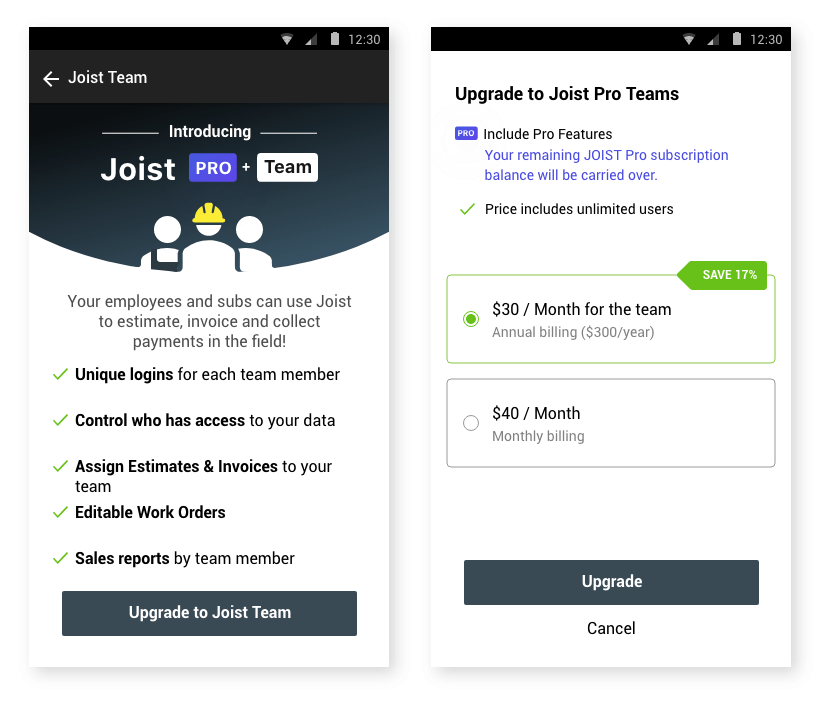 12:30
Joist Team
Introducing
Joist PRO + Team
Your employees and subs can use Joist
to estimate, invoice and collect
payments in the field!
Unique logins for each team member
Control who has access to your data
Assign Estimates & Invoices to your
team
Editable Work Orders
Sales reports by team member
Upgrade to Joist Team
12:30
Upgrade to Joist Pro Teams
PRO Include Pro Features
Your remaining JOIST Pro subscription
balance will be carried over.
Price includes unlimited users
SAVE 17%
$30 / Month for the team
Annual billing ($300/year)
$40 / Month
Monthly billing
Upgrade
Cancel